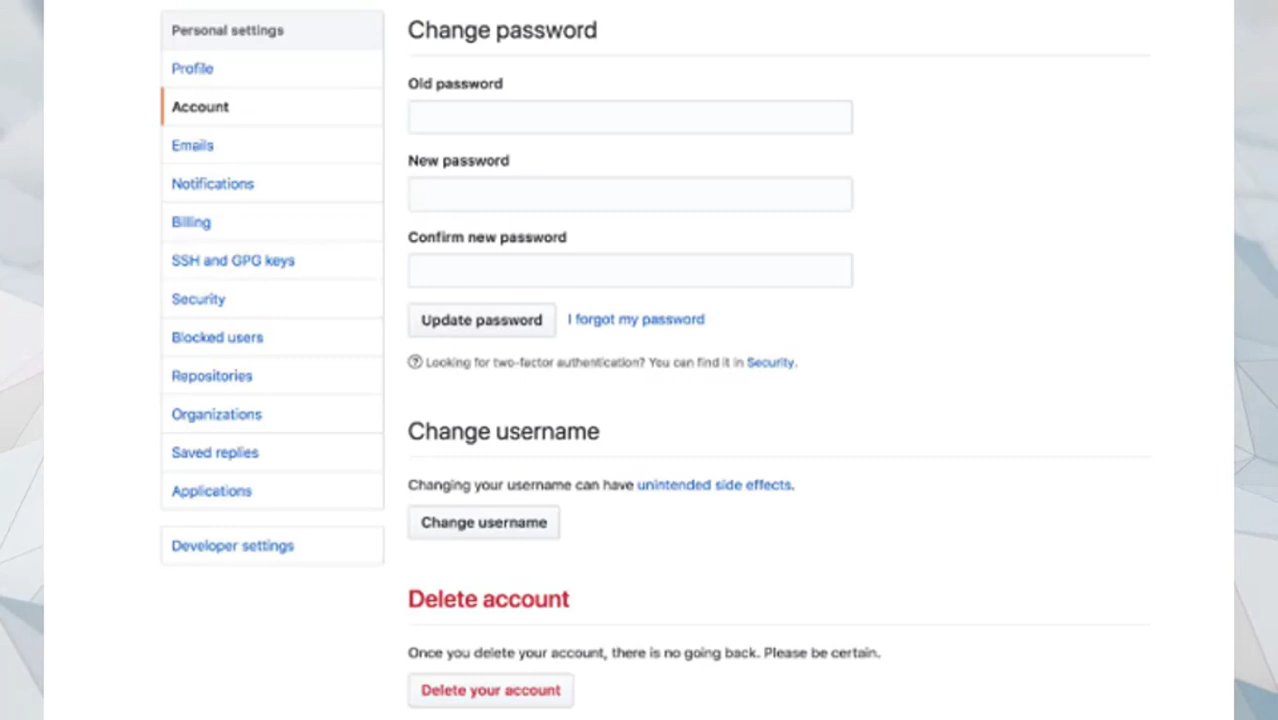 Personal settings
Profile
Account
Emails
Notifications
Billing
SSH and GPG keys
Security
Blocked users
Repositories
Organizations
Saved replies
Applications
Developer settings
Change password
Old password
New password
Confirm new password
Update password I forgot my password
Looking for two-factor authentication? You can find it in Security.
Change username
Changing your username can have unintended side effects.
Change username
Delete account
Once you delete your account, there is no going back. Please be certain.
Delete your account